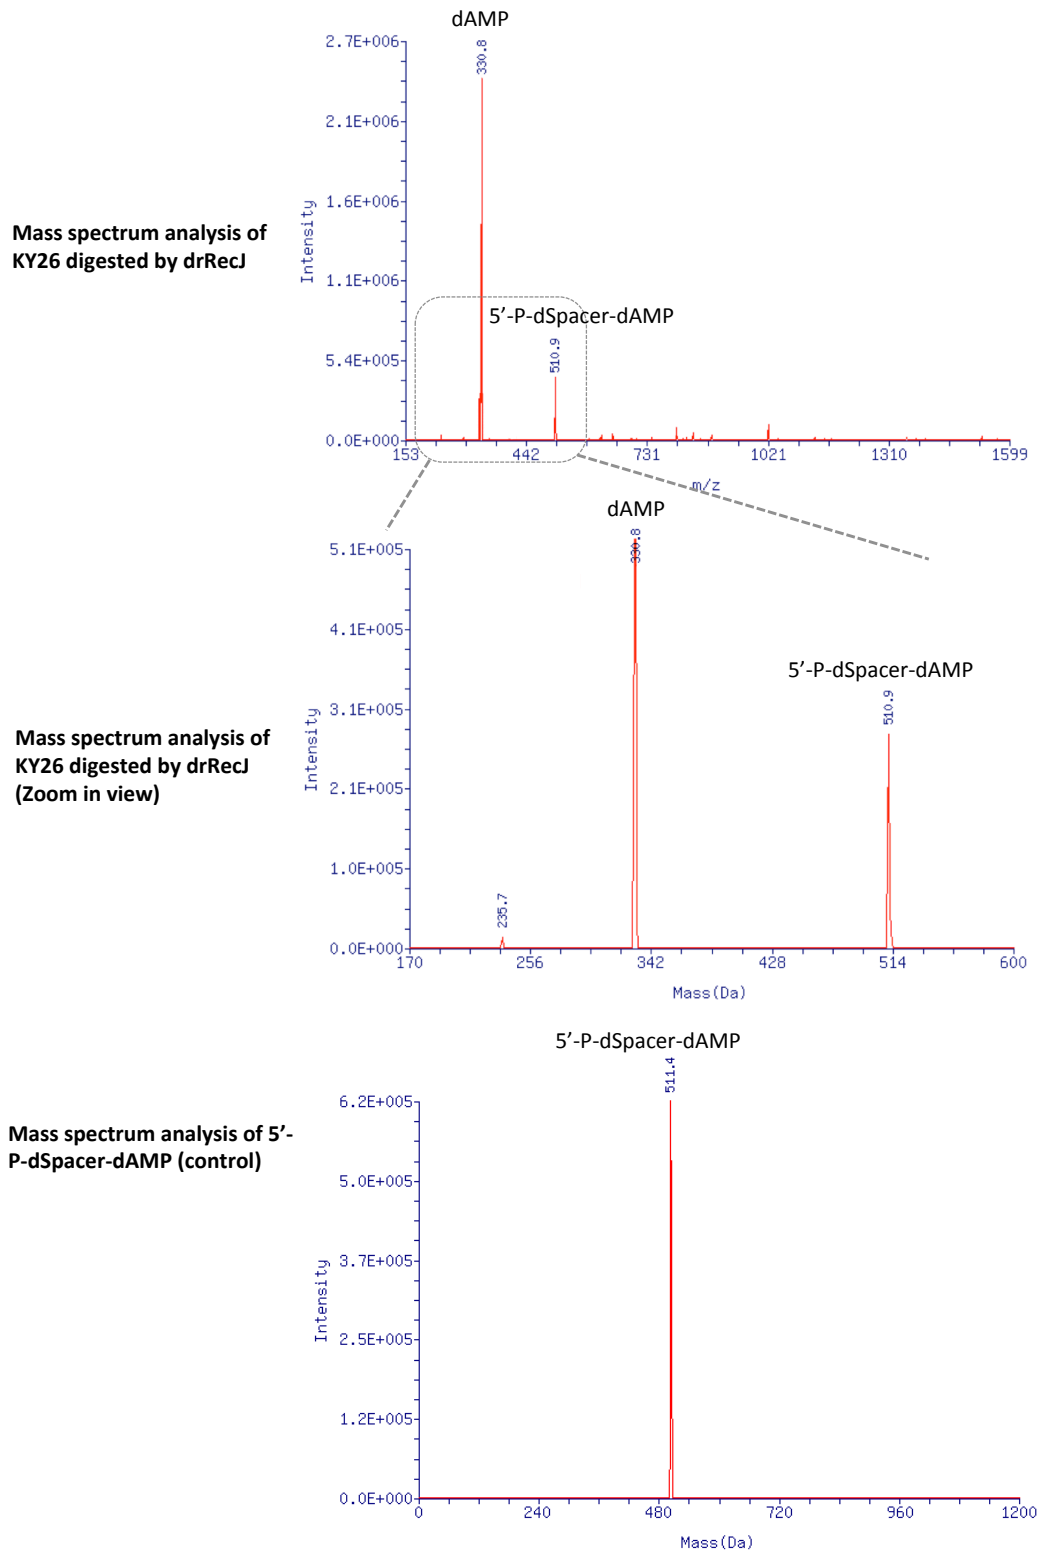 dAMP
330.8
2.7E+006
2.1E+006
1.6E+006
1.1E+006
5.4E+005
0.0E+000
Intensity
Mass spectrum analysis of
KY26 digested by drRecJ
5’-P-dSpacer-dAMP
510.9
153 442 731 1021 1310 1599
m/z
dAMP
330.8
5.1E+005
4.1E+005
3.1E+005
2.1E+005
1.0E+005
0.0E+000
Intensity
5’-P-dSpacer-dAMP
510.9
Mass spectrum analysis of
KY26 digested by drRecJ
(Zoom in view)
235.7
170 256 342 428 514 600
Mass(Da)
5’-P-dSpacer-dAMP
511.4
6.2E+005
5.0E+005
3.7E+005
2.5E+005
1.2E+005
0.0E+000
Intensity
Mass spectrum analysis of 5’-
P-dSpacer-dAMP (control)
0 240 480 720 960 1200
Mass(Da)